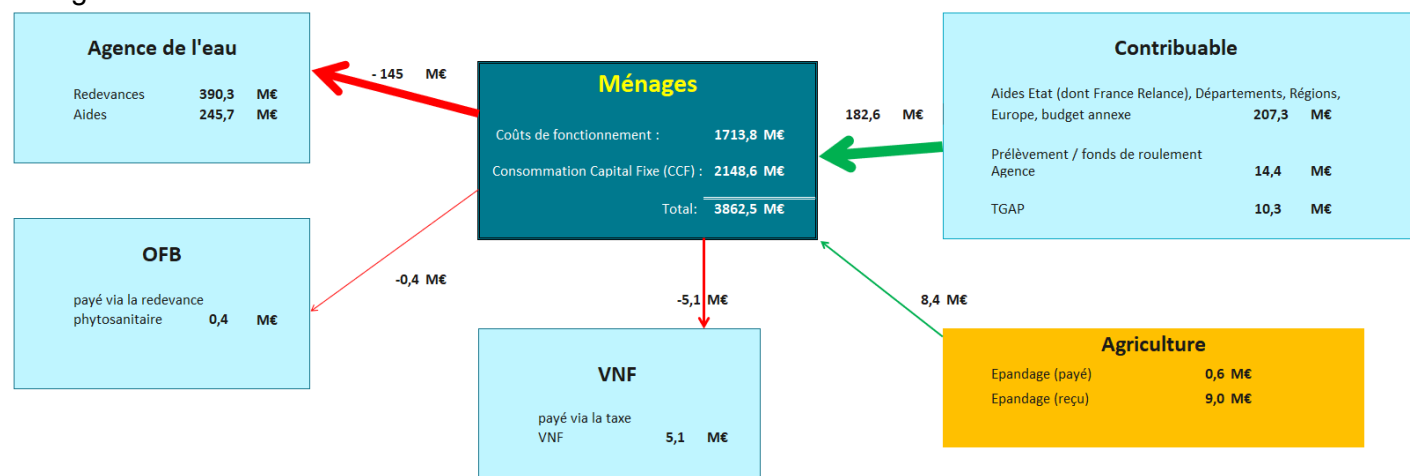 Agence de l'eau
Redevances 390,3 M€
Aides 245,7 M€
- 145 M€
Ménages
Coûts de fonctionnement : 1713,8 M€
Consommation Capital Fixe (CCF) : 2148,6 M€
Total: 3862,5 M€
182,6 M€
Contribuable
Aides Etat (dont France Relance), Départements, Régions,
Europe, budget annexe 207,3 M€
Prélèvement / fonds de roulement
Agence 14,4 M€
TGAP 10,3 M€
OFB
payé via la redevance
phytosanitaire 0,4 M€
-0,4 M€
-5,1 M€
8,4 M€
VNF
payé via la taxe
VNF 5,1 M€
Agriculture
Epandage (payé) 0,6 M€
Epandage (reçu) 9,0 M€